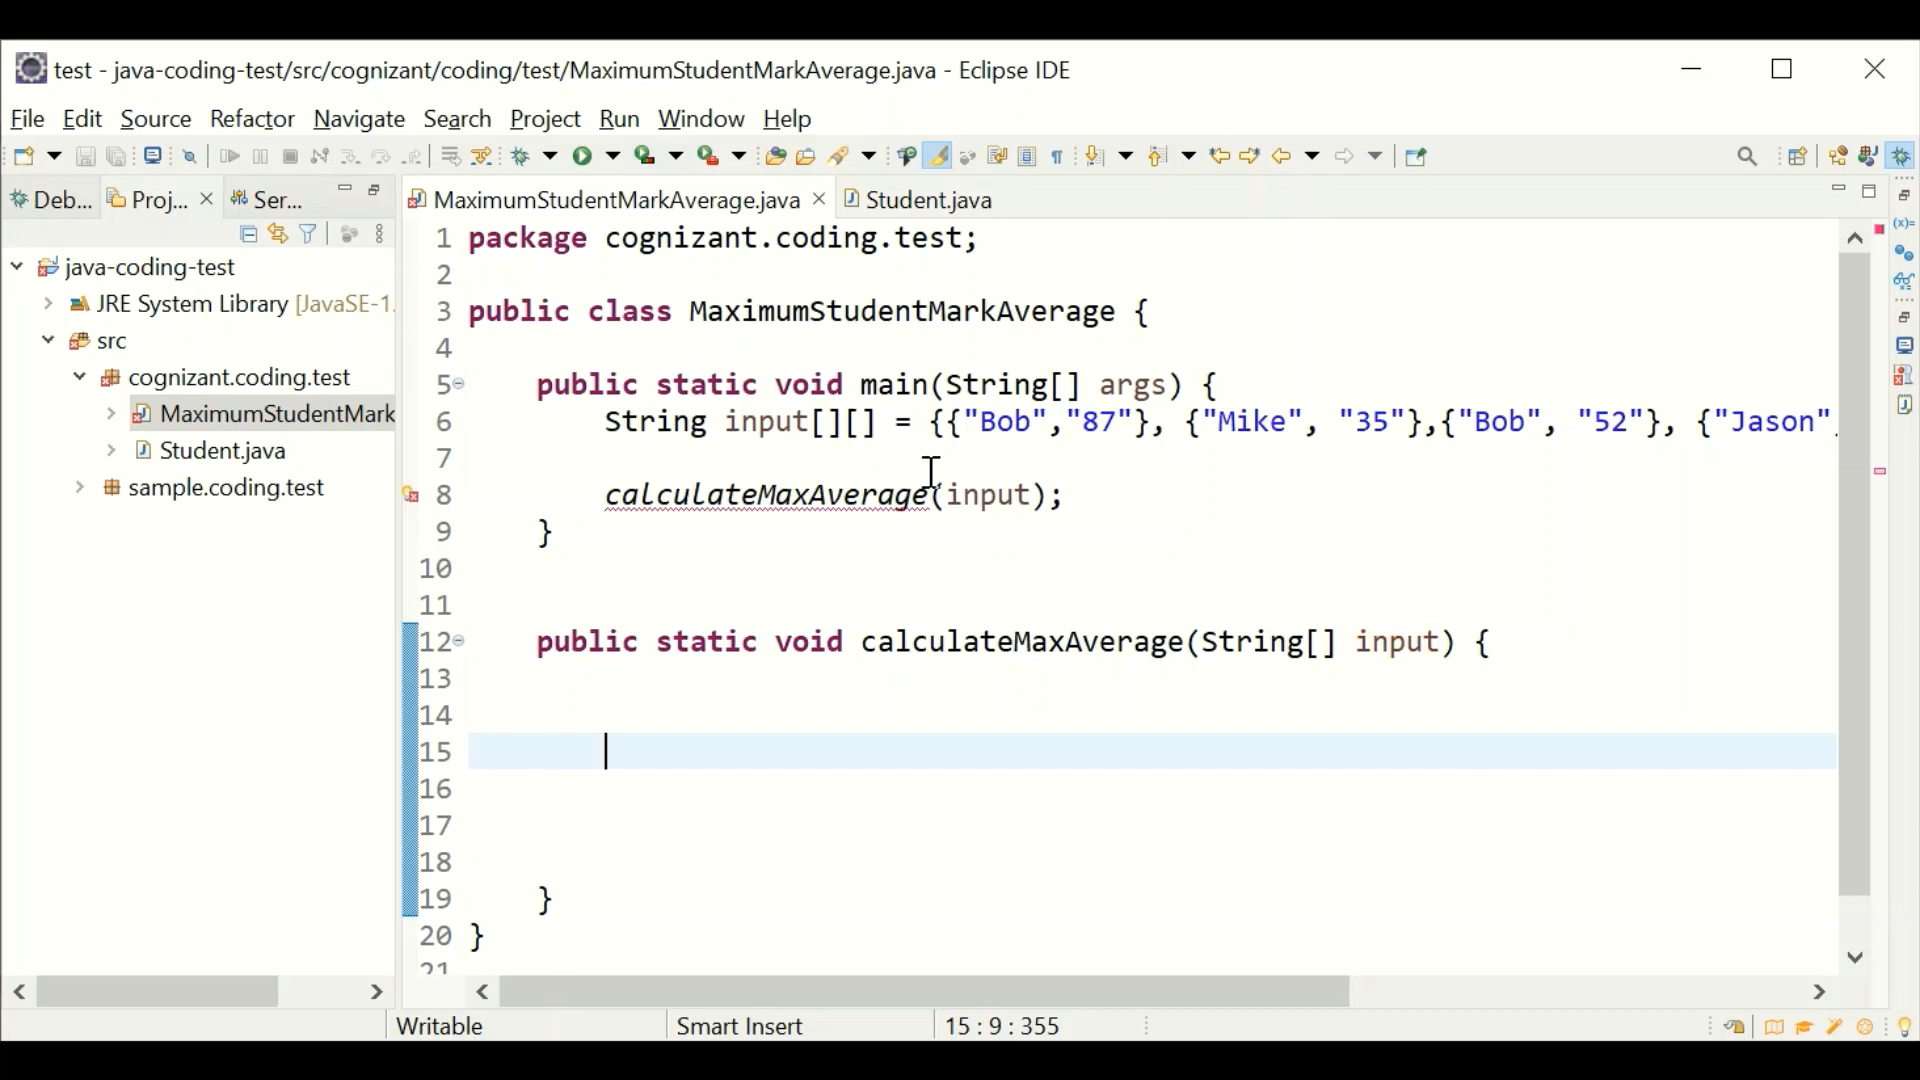 test - java-coding-test/src/cognizant/coding/test/MaximumStudentMarkAverage.java - Eclipse IDE
File Edit Source Refactor Navigate Search Project Run Window Help
Deb... Proj... Ser...
MaximumStudentMarkAverage.java Student.java
java-coding-test
JRE System Library [JavaSE-1.
src
cognizant.coding.test
MaximumStudentMark
Student.java
sample.coding.test
1 package cognizant.coding.test;
2
3 public class MaximumStudentMarkAverage {
4
5 public static void main(String[] args) {
6 String input[][] = {{"Bob","87"}, {"Mike", "35"},{"Bob", "52"}, {"Jason"
7
8 calculateMaxAverage(input);
9 }
10
11
12 public static void calculateMaxAverage(String[] input) {
13
14
15
16
17
18
19 }
20 }
21
Writable Smart Insert 15 : 9 : 355